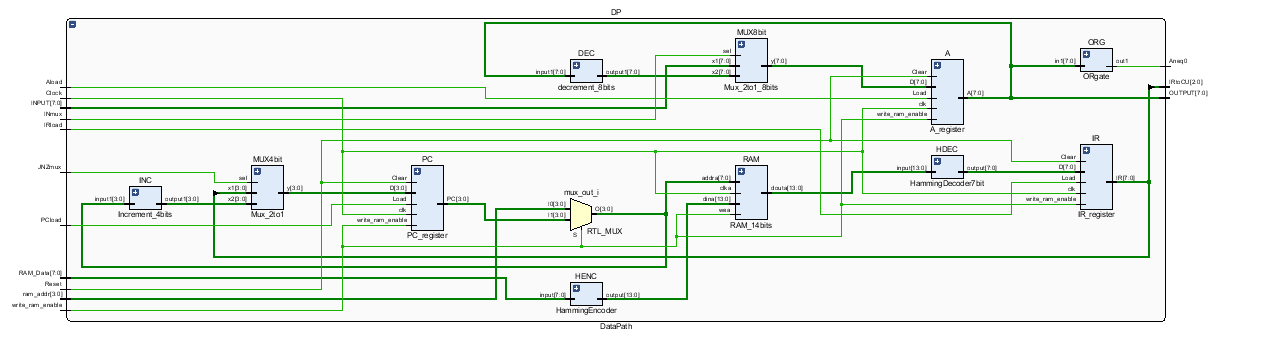 DP
DEC
input1[7:0]
output1[7:0]
decrement_8bits
MUX8bit
sel
x1[7:0]
x2[7:0]
y[7:0]
Mux_2to1_8bits
A
Clear
D[7:0]
Load
clk
write_ram_enable
A[7:0]
A_register
ORG
in1[7:0]
out1
ORgate
Aneq0
IRtoCU[2:0]
OUTPUT[7:0]
Aload
Clock
INPUT[7:0]
INmux
IRload
JNZmux
PCload
RAM_Data[7:0]
Reset
ram_addr[3:0]
write_ram_enable
INC
input1[3:0]
output1[3:0]
Increment_4bits
MUX4bit
sel
x1[3:0]
x2[3:0]
y[3:0]
Mux_2to1
PC
Clear
D[3:0]
Load
clk
write_ram_enable
PC[3:0]
PC_register
mux_out_i
I0[3:0]
I1[3:0]
S
O[3:0]
RTL_MUX
RAM
addra[7:0]
clka
dina[13:0]
wea
douta[13:0]
RAM_14bits
HDEC
input[13:0]
output[7:0]
HammingDecoder7bit
IR
Clear
D[7:0]
Load
clk
write_ram_enable
IR[7:0]
IR_register
HENC
input[7:0]
output[13:0]
HammingEncoder
DataPath